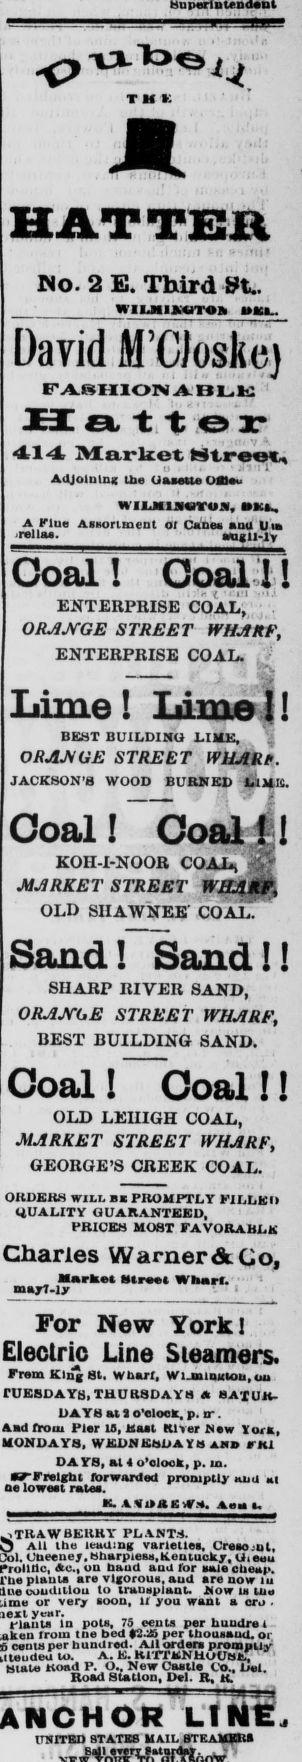 Superintendent
Dubell
THE
HATTER
No. 2 E. Third St..
WILMINGTON DEL..
David M'Closkey
FASHIONABLE
Hatter
414 Market Street,
Adjoining the Gazette Office
WILMINGTON, DEL.
A Fine Assortment of Canes and Um
rellas. aug11-1y
Coal! Coal!!
ENTERPRISE COAL,
ORANGE STREET WHARF,
ENTERPRISE COAL.
Lime! Lime!!
BEST BUILDING LIME,
ORANGE STREET WHARF.
JACKSON'S WOOD BURNED LIME.
Coal! Coal!!
KOH-I-NOOR COAL,
MARKET STREET WHARF,
OLD SHAWNEE COAL.
Sand! Sand!!
SHARP RIVER SAND,
ORANGE STREET WHARF,
BEST BUILDING SAND.
Coal! Coal!!
OLD LEHIGH COAL,
MARKET STREET WHARF,
GEORGE'S CREEK COAL.
ORDERS WILL BE PROMPTLY FILLED
QUALITY GUARANTEED,
PRICES MOST FAVORABLE
Charles Warner & Co,
Market Street Wharf.
may7-1y
For New York!
Electric Line Steamers.
From King St. Wharf, Wilmington, on
TUESDAYS, THURSDAYS & SATUR-
DAYS at 2 o'clock, p. m.
And from Pier 15, East River New York,
MONDAYS, WEDNESDAYS AND FRI
DAYS, at 4 o'clock, p. m.
Freight forwarded promptly and at
he lowest rates.
E. ANDREWS. Agent.
STRAWBERRY PLANTS.
All the leading varieties, Crescent,
Col. Cheeney, Sharpless, Kentucky, Glendale
Prolific, &c., on hand and for sale cheap.
The plants are vigorous, and are now in
fine condition to transplant. Now is the
time or very soon, if you want a crop
next year.
Plants in pots, 75 cents per hundred
taken from the bed $2.25 per thousand, or
5 cents per hundred. All orders promptly
attended to. A. E. RITTENHOUSE,
State Road P. O., New Castle Co., Del.
Road Station, Del. R, R.
ANCHOR LINE.
UNITED STATES MAIL STEAMERS
Sail every Saturday.
NEW YORK TO GLASGOW